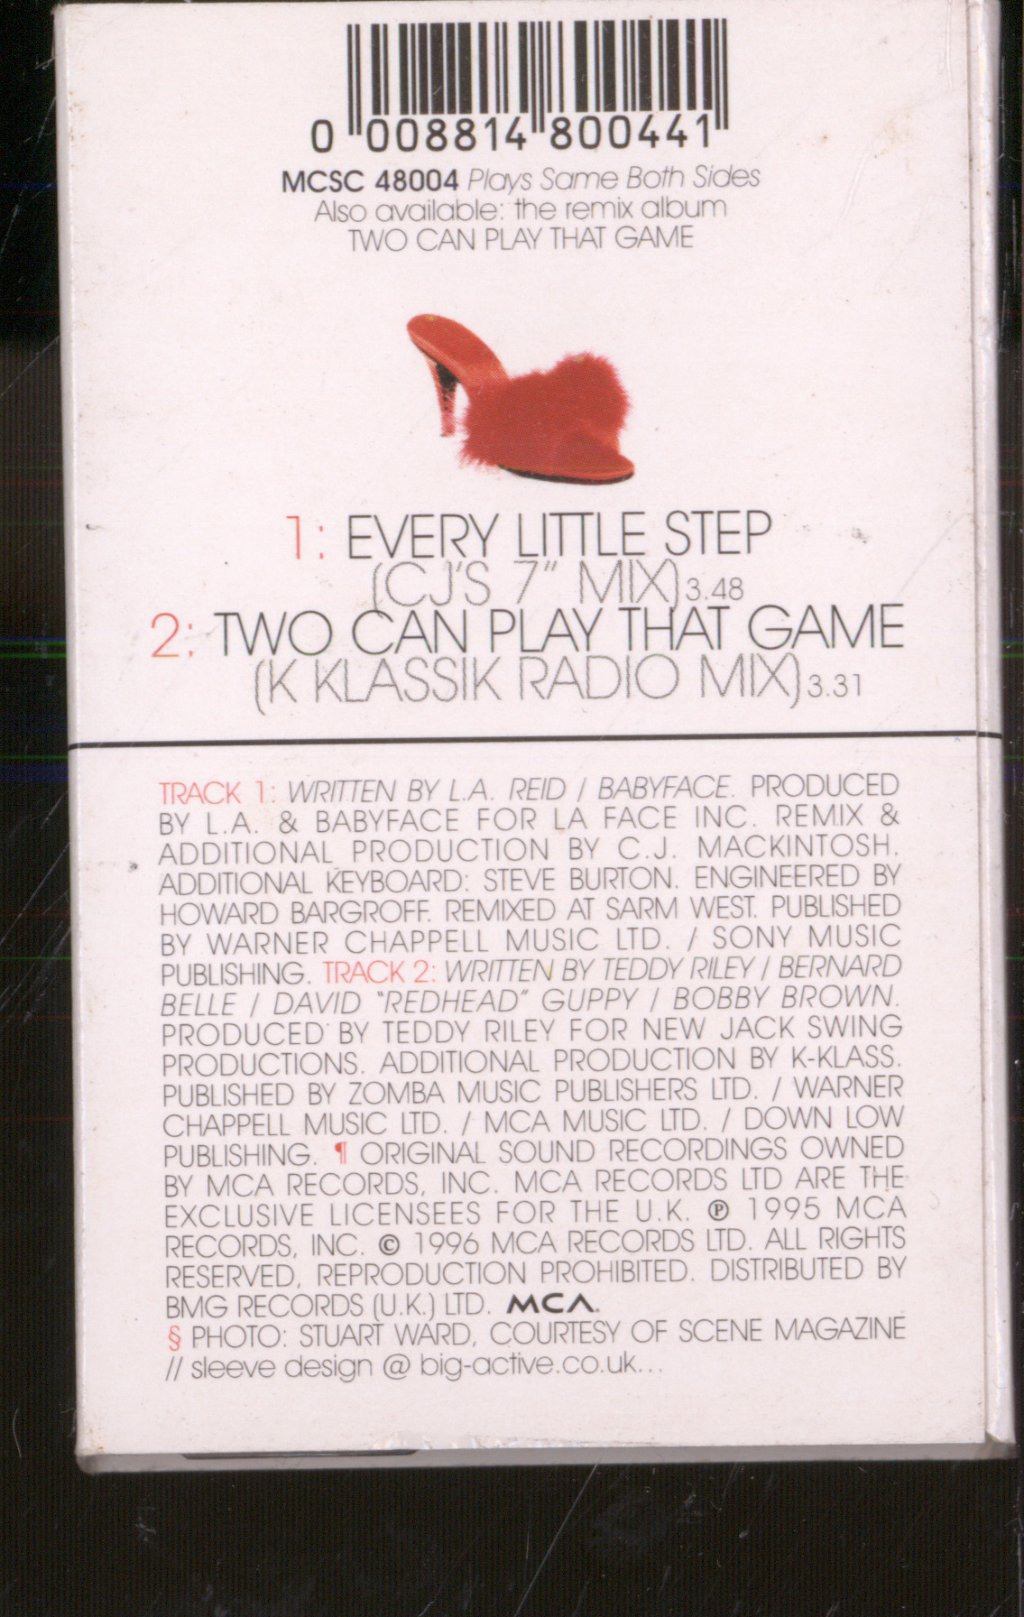 0 008814 800441
MCSC 48004 Plays Same Both Sides
Also available: the remix album
TWO CAN PLAY THAT GAME
1: EVERY LITTLE STEP
(CJ'S 7" MIX) 3.48
2: TWO CAN PLAY THAT GAME
(K KLASSIK RADIO MIX) 3.31
TRACK 1: WRITTEN BY L.A. REID / BABYFACE. PRODUCED
BY L.A. & BABYFACE FOR LA FACE INC. REMIX &
ADDITIONAL PRODUCTION BY C.J. MACKINTOSH.
ADDITIONAL KEYBOARD: STEVE BURTON. ENGINEERED BY
HOWARD BARGROFF. REMIXED AT SARM WEST. PUBLISHED
BY WARNER CHAPPELL MUSIC LTD. / SONY MUSIC
PUBLISHING. TRACK 2: WRITTEN BY TEDDY RILEY / BERNARD
BELLE / DAVID "REDHEAD" GUPPY / BOBBY BROWN.
PRODUCED BY TEDDY RILEY FOR NEW JACK SWING
PRODUCTIONS. ADDITIONAL PRODUCTION BY K-KLASS.
PUBLISHED BY ZOMBA MUSIC PUBLISHERS LTD. / WARNER
CHAPPELL MUSIC LTD. / MCA MUSIC LTD. / DOWN LOW
PUBLISHING. ¶ ORIGINAL SOUND RECORDINGS OWNED
BY MCA RECORDS, INC. MCA RECORDS LTD ARE THE
EXCLUSIVE LICENSEES FOR THE U.K. ℗ 1995 MCA
RECORDS, INC. © 1996 MCA RECORDS LTD. ALL RIGHTS
RESERVED, REPRODUCTION PROHIBITED. DISTRIBUTED BY
BMG RECORDS (U.K.) LTD. MCA.
§ PHOTO: STUART WARD, COURTESY OF SCENE MAGAZINE
// sleeve design @ big-active.co.uk...